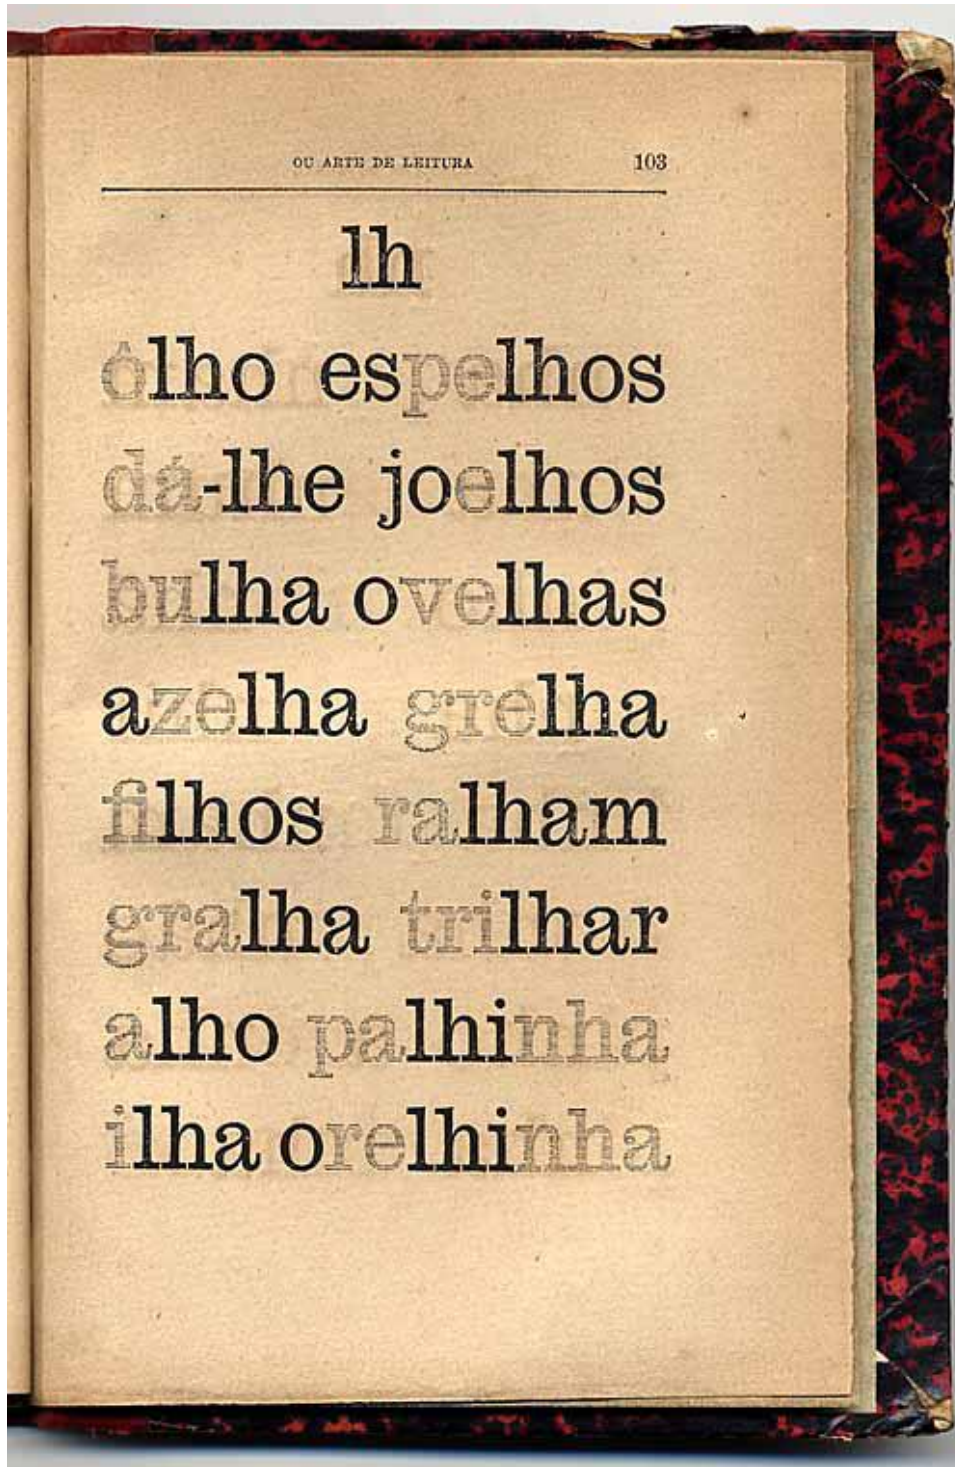 OU ARTE DE LEITURA 103
lh
ôlho espelhos
dá-lhe joelhos
bulha ovelhas
azelha grelha
filhos ralham
gralha trilhar
alho palhinha
ilha orelhinha